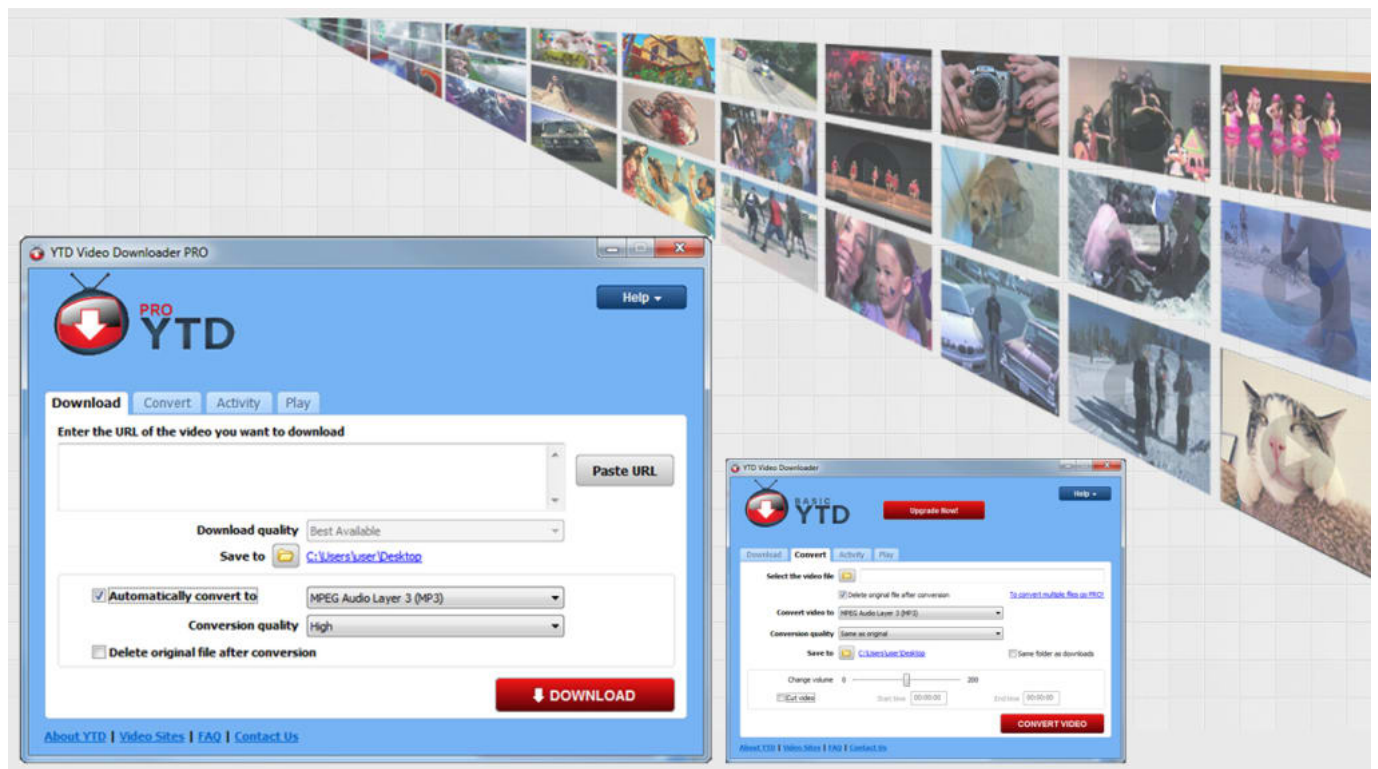 YTD Video Downloader PRO
Help
PRO
YTD
Download Convert Activity Play
Enter the URL of the video you want to download
Paste URL
Download quality Best Available
Save to C:\Users\user\Desktop
Automatically convert to MPEG Audio Layer 3 (MP3)
Conversion quality High
Delete original file after conversion
DOWNLOAD
About YTD | Video Sites | FAQ | Contact Us
YTD Video Downloader
Help
BASIC
YTD
Upgrade Now!
Download Convert Activity Play
Select the video file
Delete original file after conversion To convert multiple files go PRO!
Convert video to MPEG Audio Layer 3 (MP3)
Conversion quality Same as original
Save to C:\Users\user\Desktop Same folder as downloads
Change volume 0 200
Cut video Start time 00:00:00 End time 00:00:00
CONVERT VIDEO
About YTD | Video Sites | FAQ | Contact Us